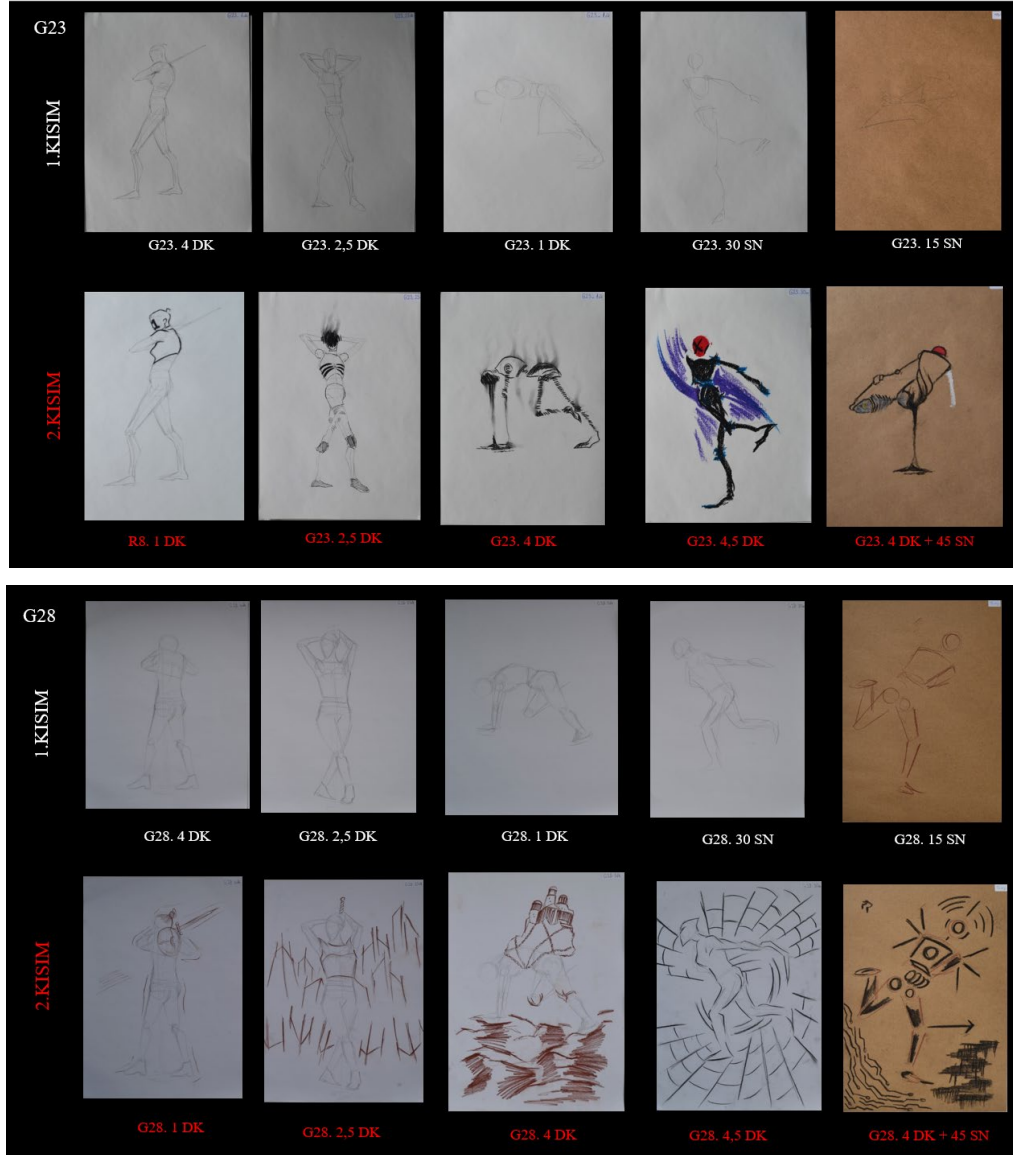 G23
1.KISIM
G23. 4 DK
G23. 2,5 DK
G23. 1 DK
G23. 30 SN
G23. 15 SN
2.KISIM
R8. 1 DK
G23. 2,5 DK
G23. 4 DK
G23. 4,5 DK
G23. 4 DK + 45 SN
G28
1.KISIM
G28. 4 DK
G28. 2,5 DK
G28. 1 DK
G28. 30 SN
G28. 15 SN
2.KISIM
G28. 1 DK
G28. 2,5 DK
G28. 4 DK
G28. 4,5 DK
G28. 4 DK + 45 SN